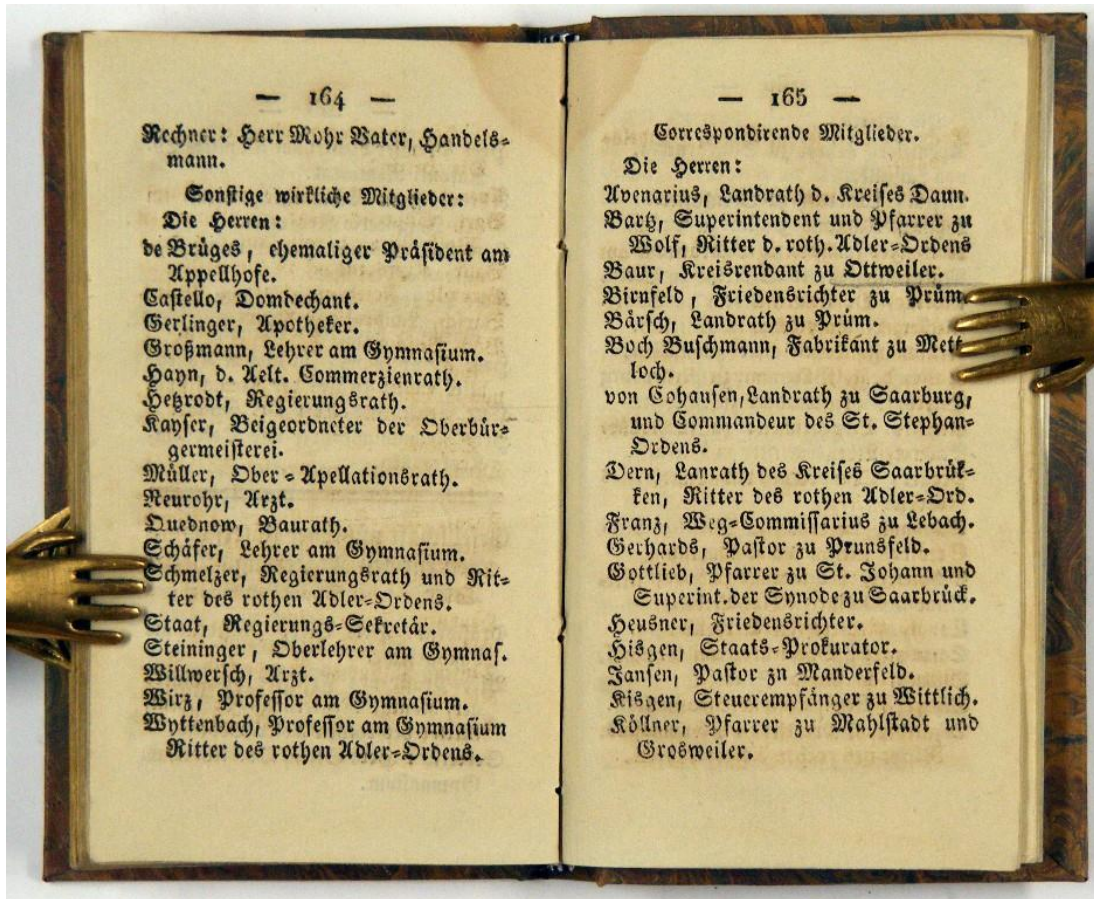 — 164 —
Rechner: Herr Mohr Vater, Handels=
mann.
Sonstige wirkliche Mitglieder:
Die Herren:
de Brüges, ehemaliger Präsident am
Appellhofe.
Castello, Domdechant.
Gerlinger, Apotheker.
Großmann, Lehrer am Gymnasium.
Hayn, d. Aelt. Commerzienrath.
Hetzrodt, Regierungsrath.
Kayser, Beigeordneter der Oberbür=
germeisterei.
Müller, Ober=Apellationsrath.
Neurohr, Arzt.
Quednow, Baurath.
Schäfer, Lehrer am Gymnasium.
Schmelzer, Regierungsrath und Rit=
ter des rothen Adler=Ordens.
Staat, Regierungs=Sekretär.
Steininger, Oberlehrer am Gymnas.
Willwersch, Arzt.
Wirz, Professor am Gymnasium.
Wyttenbach, Professor am Gymnasium
Ritter des rothen Adler=Ordens.
— 165 —
Correspondirende Mitglieder.
Die Herren:
Avenarius, Landrath d. Kreises Daun.
Bartz, Superintendent und Pfarrer zu
Wolf, Ritter d. roth. Adler=Ordens
Baur, Kreisrendant zu Ottweiler.
Birnfeld, Friedensrichter zu Prüm.
Bärsch, Landrath zu Prüm.
Boch Buschmann, Fabrikant zu Mett
loch.
von Cohausen, Landrath zu Saarburg,
und Commandeur des St. Stephan=
Ordens.
Dern, Lanrath des Kreises Saarbrük=
ken, Ritter des rothen Adler=Ord.
Franz, Weg=Commissarius zu Lebach.
Gerhards, Pastor zu Prunsfeld.
Gottlieb, Pfarrer zu St. Johann und
Superint. der Synode zu Saarbrück.
Heusner, Friedensrichter.
Hisgen, Staats=Prokurator.
Jansen, Pastor zn Manderfeld.
Kisgen, Steuerempfänger zu Wittlich.
Köllner, Pfarrer zu Mahlstadt und
Grosweiler.